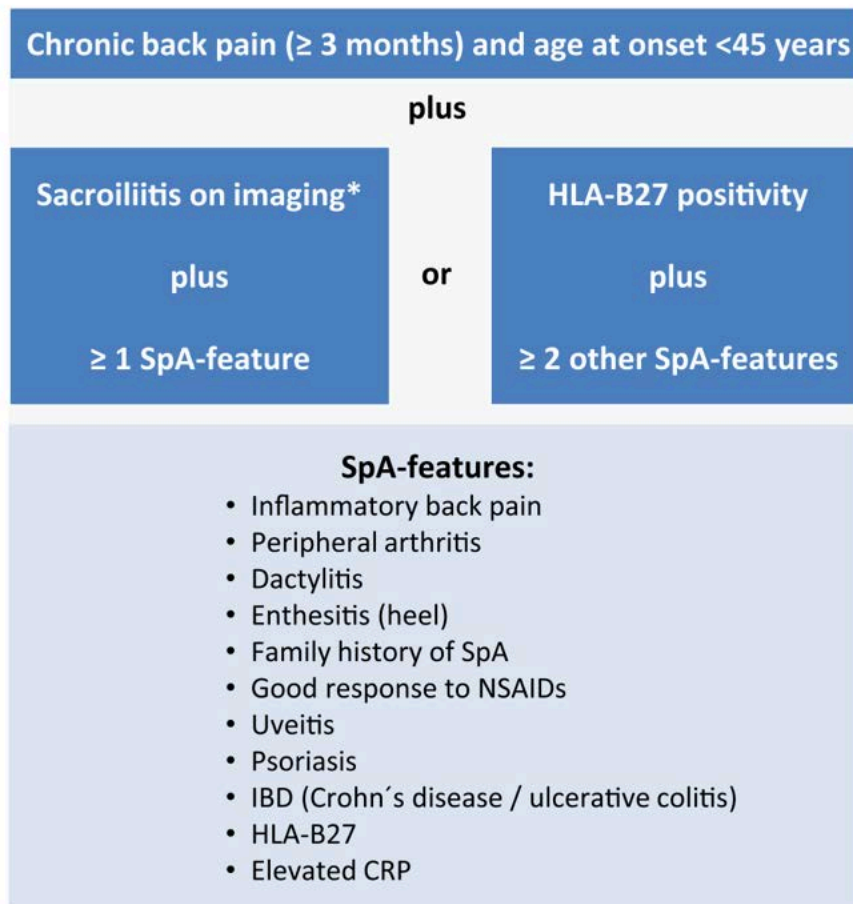 Chronic back pain (≥ 3 months) and age at onset <45 years
plus
Sacroiliitis on imaging*
plus
≥ 1 SpA-feature
or
HLA-B27 positivity
plus
≥ 2 other SpA-features
SpA-features:
• Inflammatory back pain
• Peripheral arthritis
• Dactylitis
• Enthesitis (heel)
• Family history of SpA
• Good response to NSAIDs
• Uveitis
• Psoriasis
• IBD (Crohn´s disease / ulcerative colitis)
• HLA-B27
• Elevated CRP